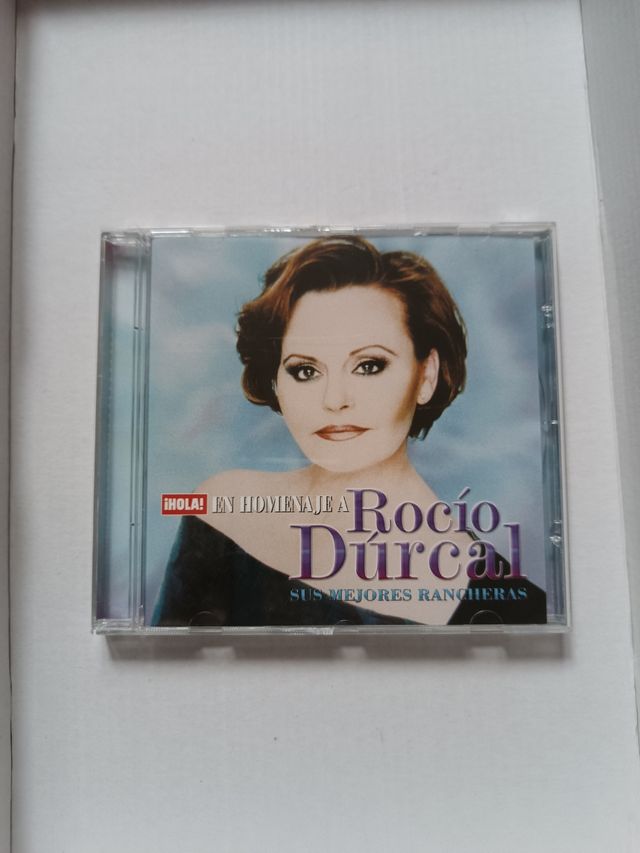 ¡HOLA! EN HOMENAJE A
Rocío
Dúrcal
SUS MEJORES RANCHERAS